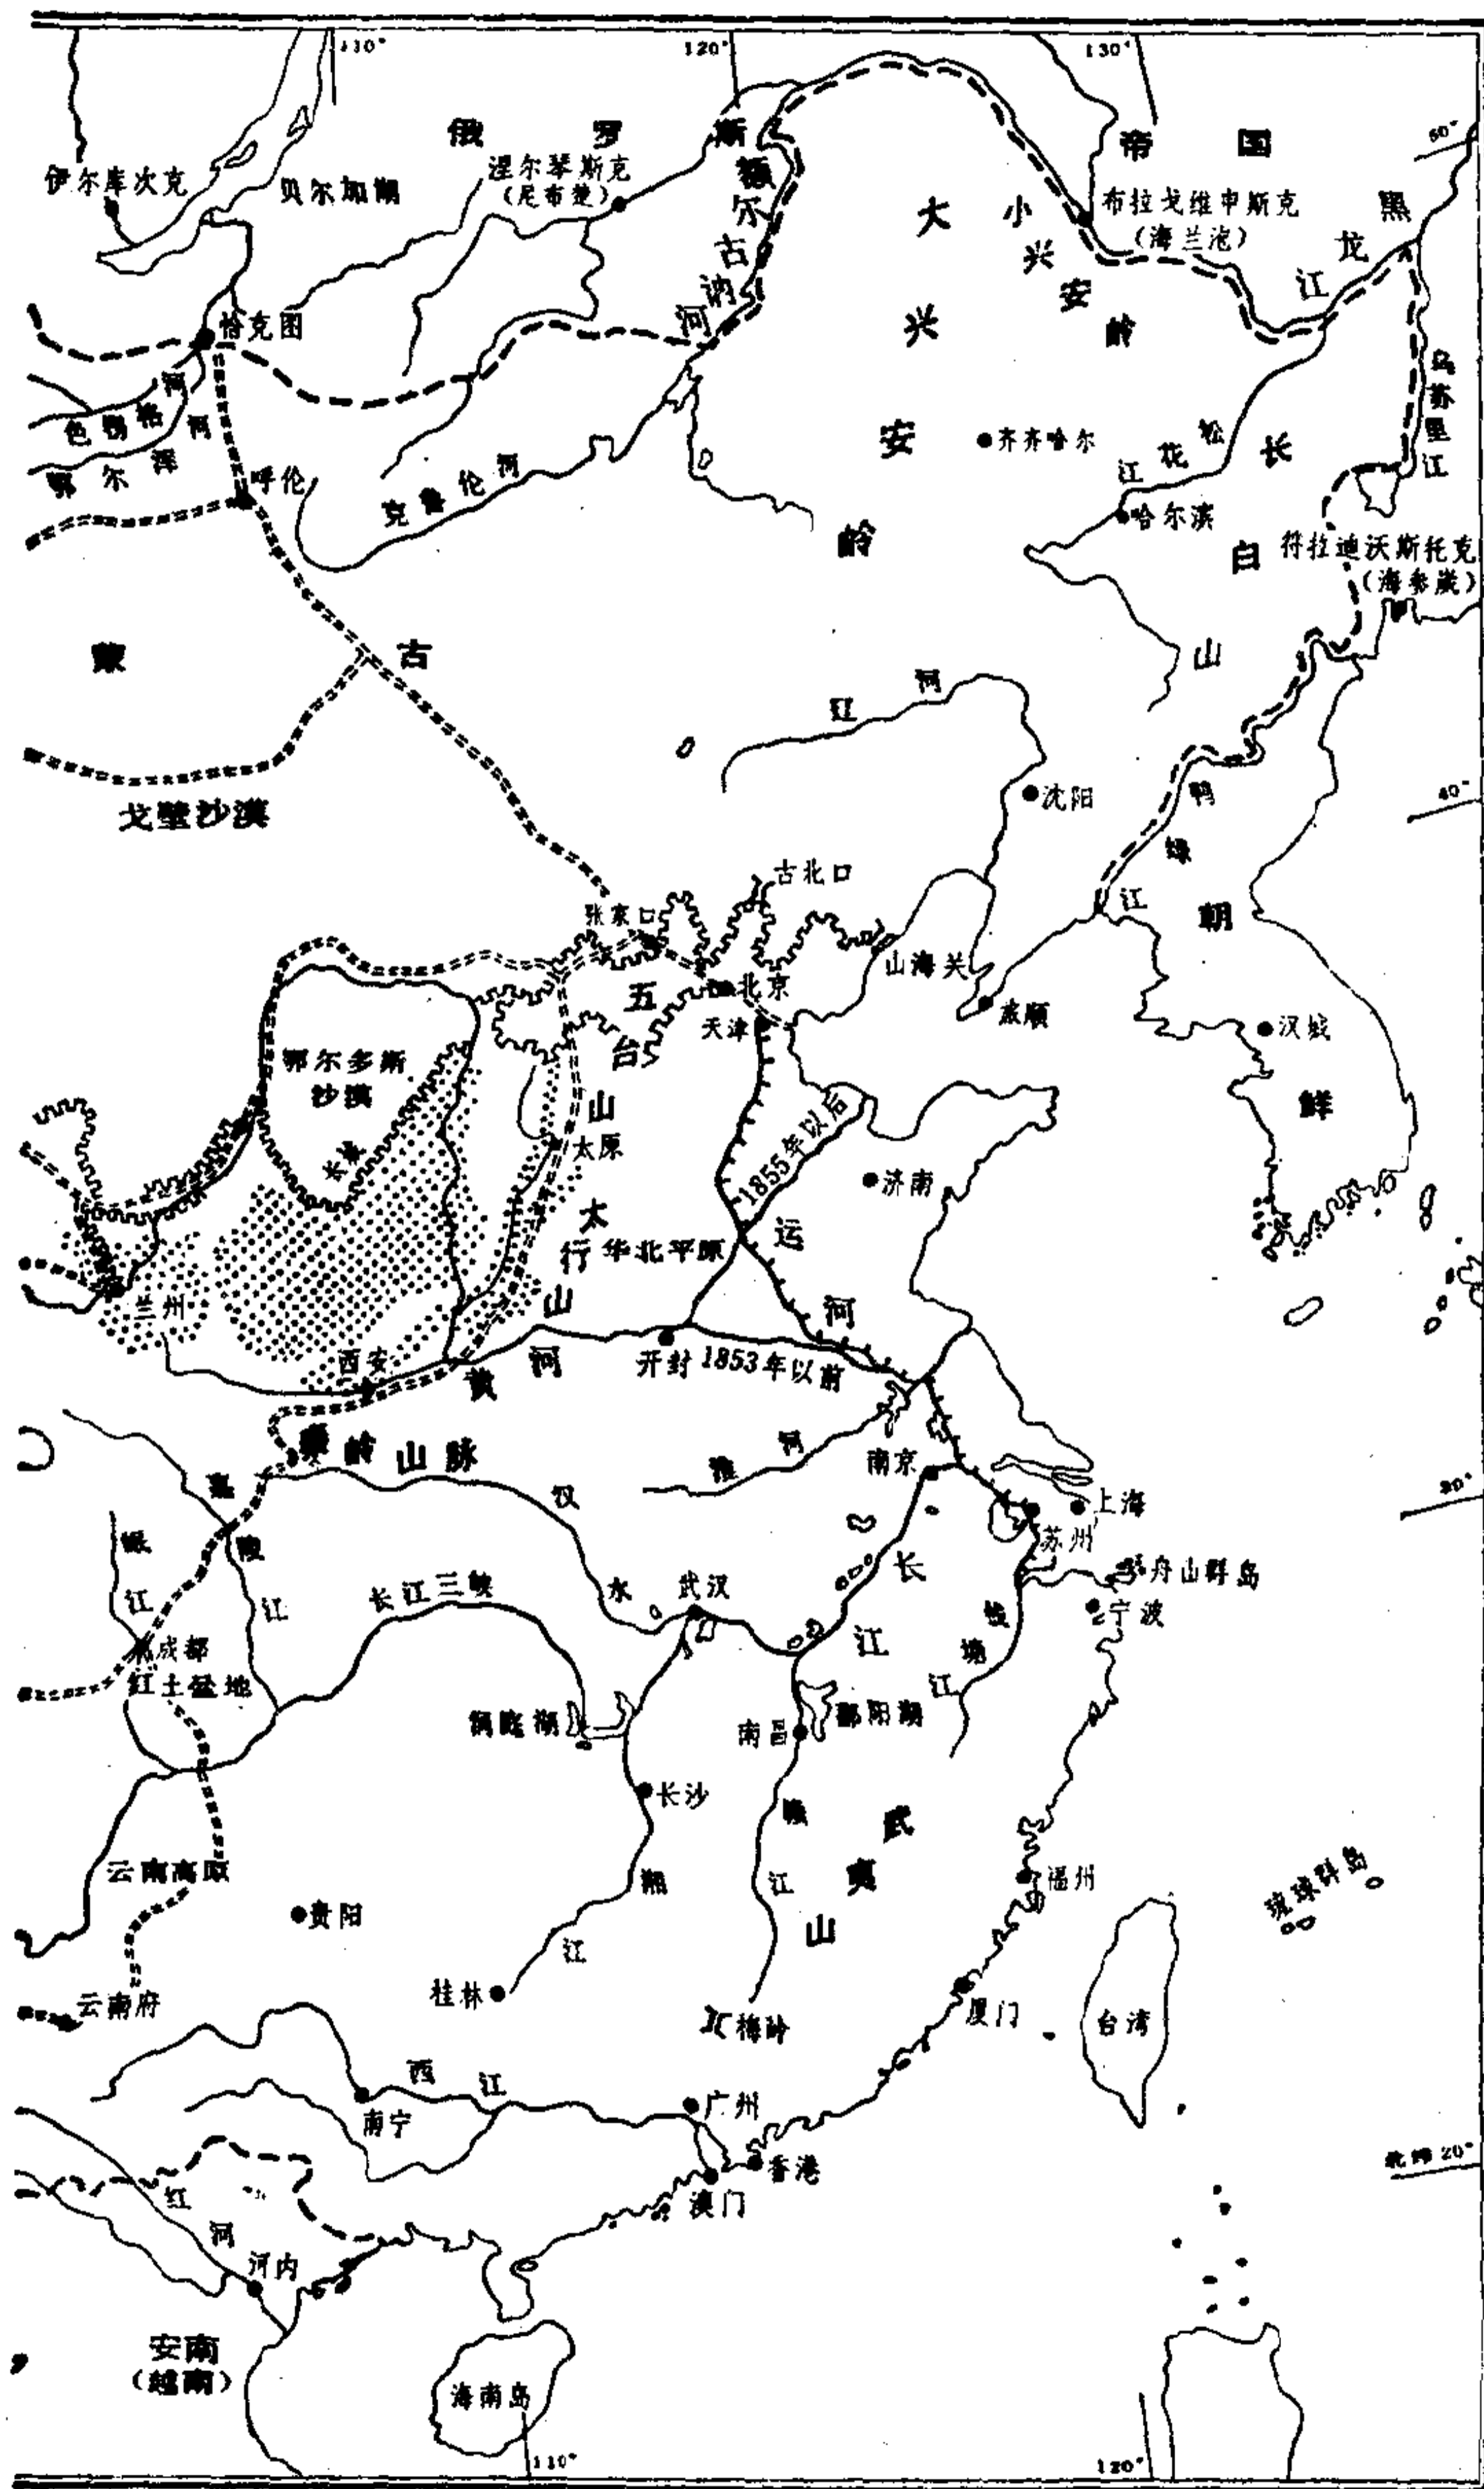 110°
120°
130°
50°
俄罗斯帝国
伊尔库次克
贝尔加湖
涅尔琴斯克
(尼布楚)
额尔古纳河
大兴安岭
小兴安岭
布拉戈维申斯克
(海兰泡)
黑龙江
恰克图
色楞格河
鄂尔浑河
呼伦
克鲁伦河
齐齐哈尔
松花江
哈尔滨
长白山
乌苏里江
符拉迪沃斯托克
(海参崴)
蒙古
戈壁沙漠
辽河
沈阳
鸭绿江
40°
朝鲜
汉城
古北口
张家口
山海关
旅顺
北京
天津
五台山
鄂尔多斯
沙漠
长城
太原
太行山
华北平原
1855年以后
济南
运河
兰州
西安
黄河
开封
1853年以前
秦岭山脉
淮河
南京
上海
苏州
30°
嘉陵江
岷江
汉水
武汉
长江三峡
长江
舟山群岛
宁波
钱塘江
成都
红土盆地
洞庭湖
鄱阳湖
南昌
长沙
赣江
武夷山
湘江
福州
琉球群岛
云南高原
贵阳
桂林
云南府
梅岭
厦门
台湾
西江
南宁
广州
香港
澳门
北纬20°
红河
河内
安南
(越南)
海南岛
110°
120°